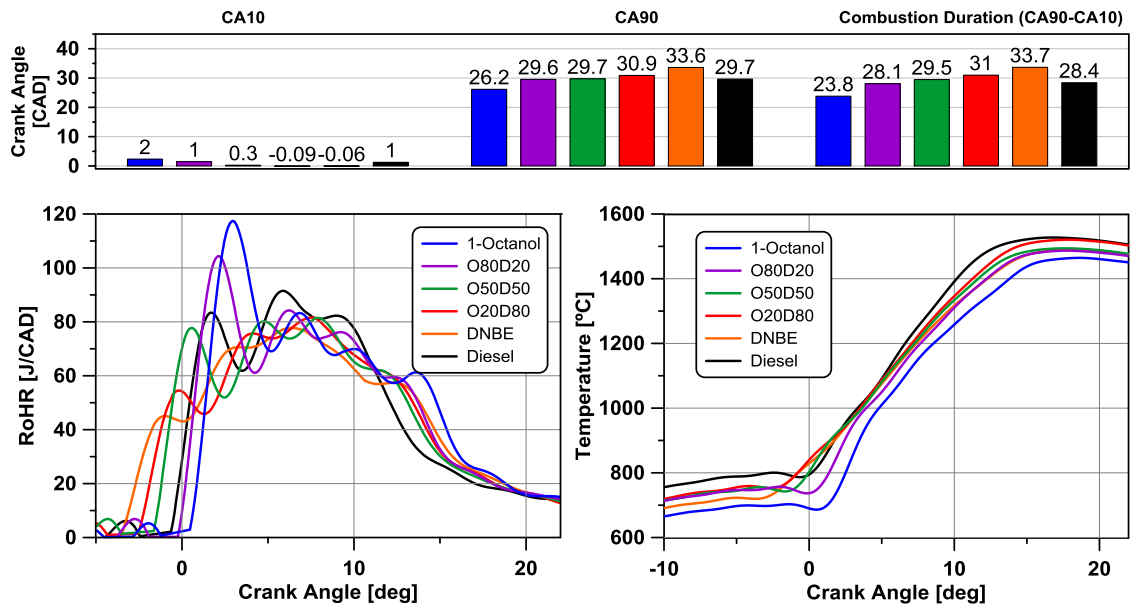 CA10 CA90 Combustion Duration (CA90-CA10)
Crank Angle
[CAD]
40
30
20
10
0
2 1 0.3 -0.09 -0.06 1
26.2 29.6 29.7 30.9 33.6 29.7
23.8 28.1 29.5 31 33.7 28.4
RoHR [J/CAD]
120
100
80
60
40
20
0
1-Octanol
O80D20
O50D50
O20D80
DNBE
Diesel
0 10 20
Crank Angle [deg]
Temperature [ºC]
1600
1400
1200
1000
800
600
1-Octanol
O80D20
O50D50
O20D80
DNBE
Diesel
-10 0 10 20
Crank Angle [deg]